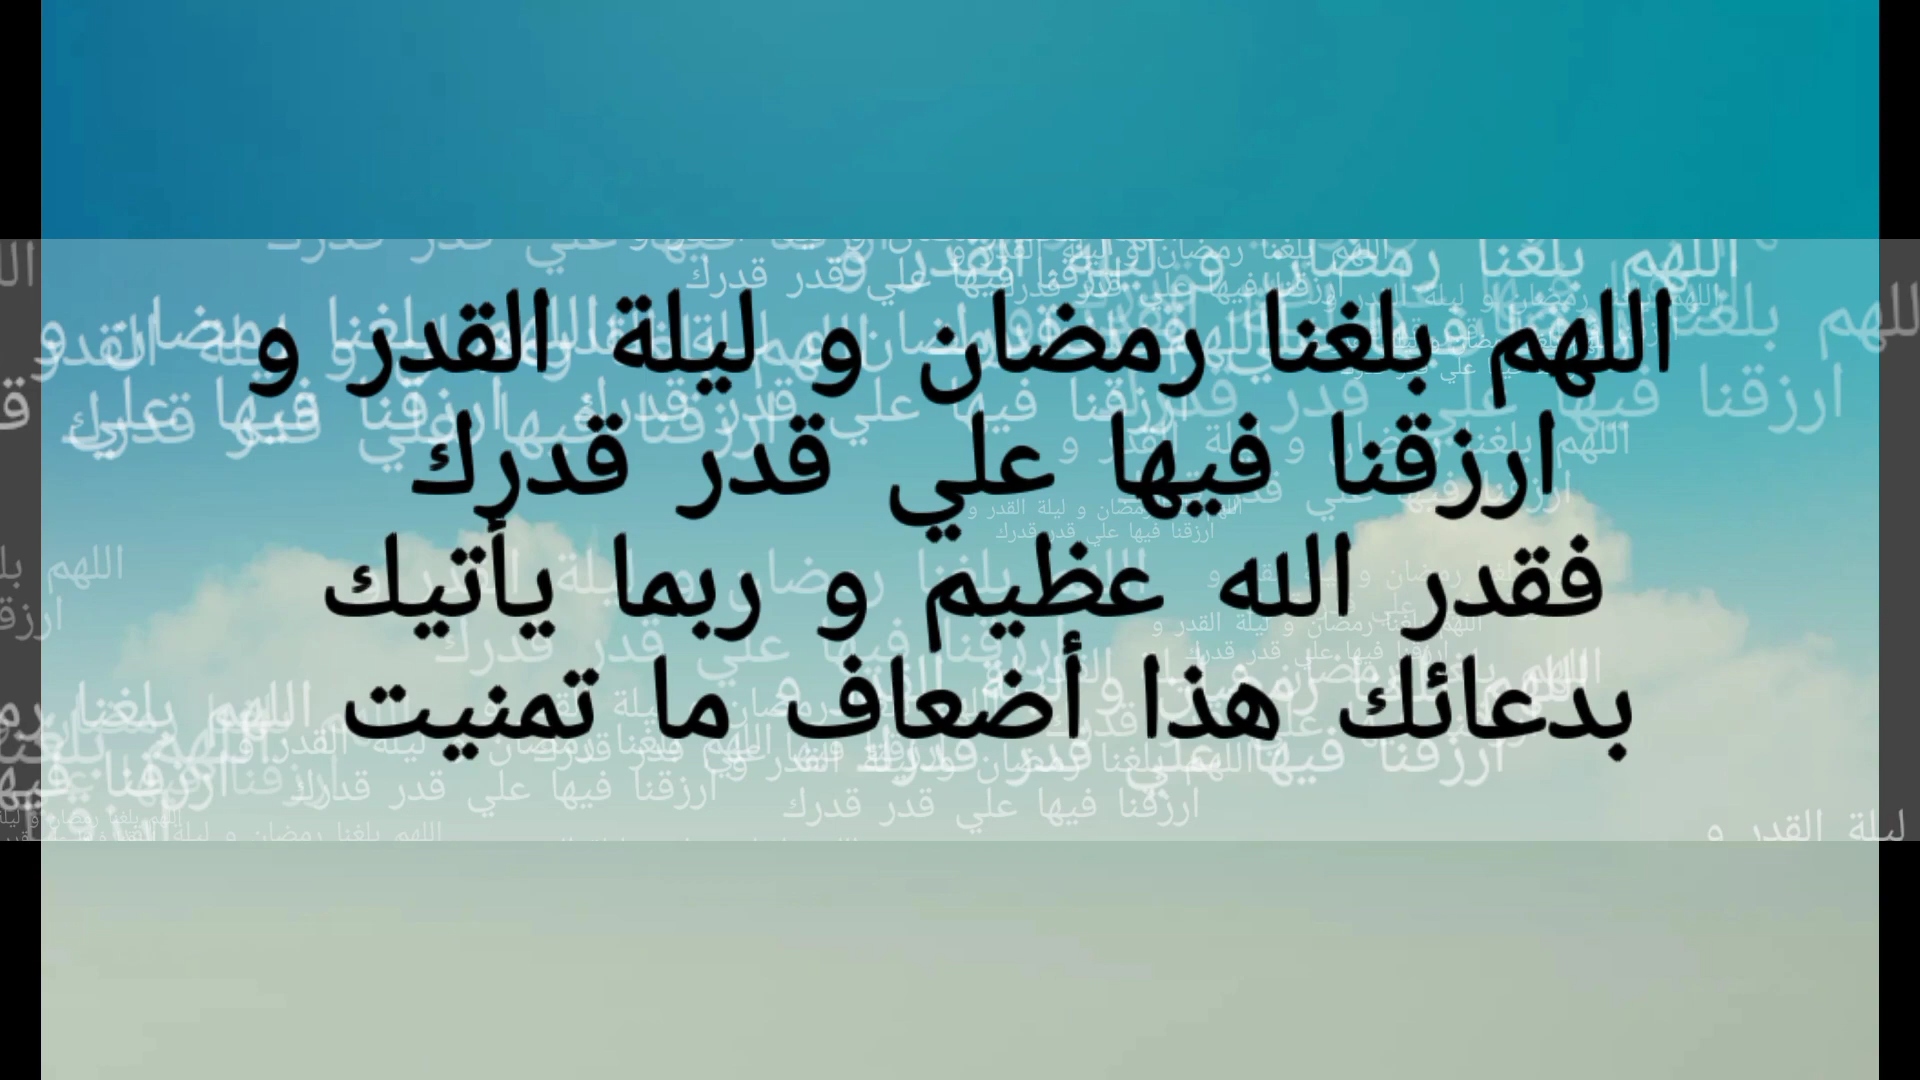 اللهم بلغنا رمضان و ليلة القدر و
ارزقنا فيها علي قدر قدرك
فقدر الله عظيم و ربما يأتيك
بدعائك هذا أضعاف ما تمنيت